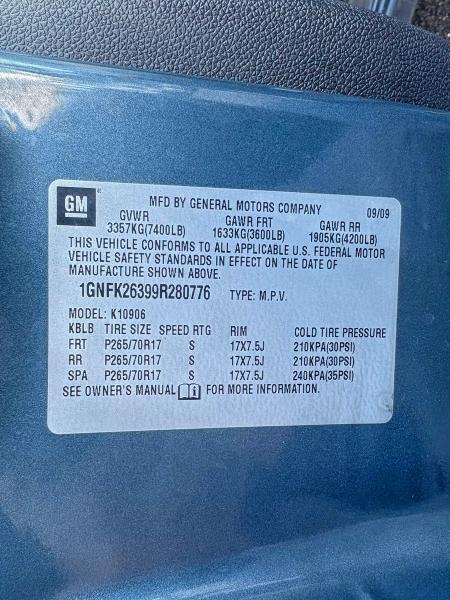 GM ® MFD BY GENERAL MOTORS COMPANY 09/09
GVWR GAWR FRT GAWR RR
3357KG(7400LB) 1633KG(3600LB) 1905KG(4200LB)
THIS VEHICLE CONFORMS TO ALL APPLICABLE U.S. FEDERAL MOTOR
VEHICLE SAFETY STANDARDS IN EFFECT ON THE DATE OF
MANUFACTURE SHOWN ABOVE.
1GNFK26399R280776 TYPE: M.P.V.
MODEL: K10906
KBLB TIRE SIZE SPEED RTG RIM COLD TIRE PRESSURE
FRT P265/70R17 S 17X7.5J 210KPA(30PSI)
RR P265/70R17 S 17X7.5J 210KPA(30PSI)
SPA P265/70R17 S 17X7.5J 240KPA(35PSI)
SEE OWNER'S MANUAL i FOR MORE INFORMATION.